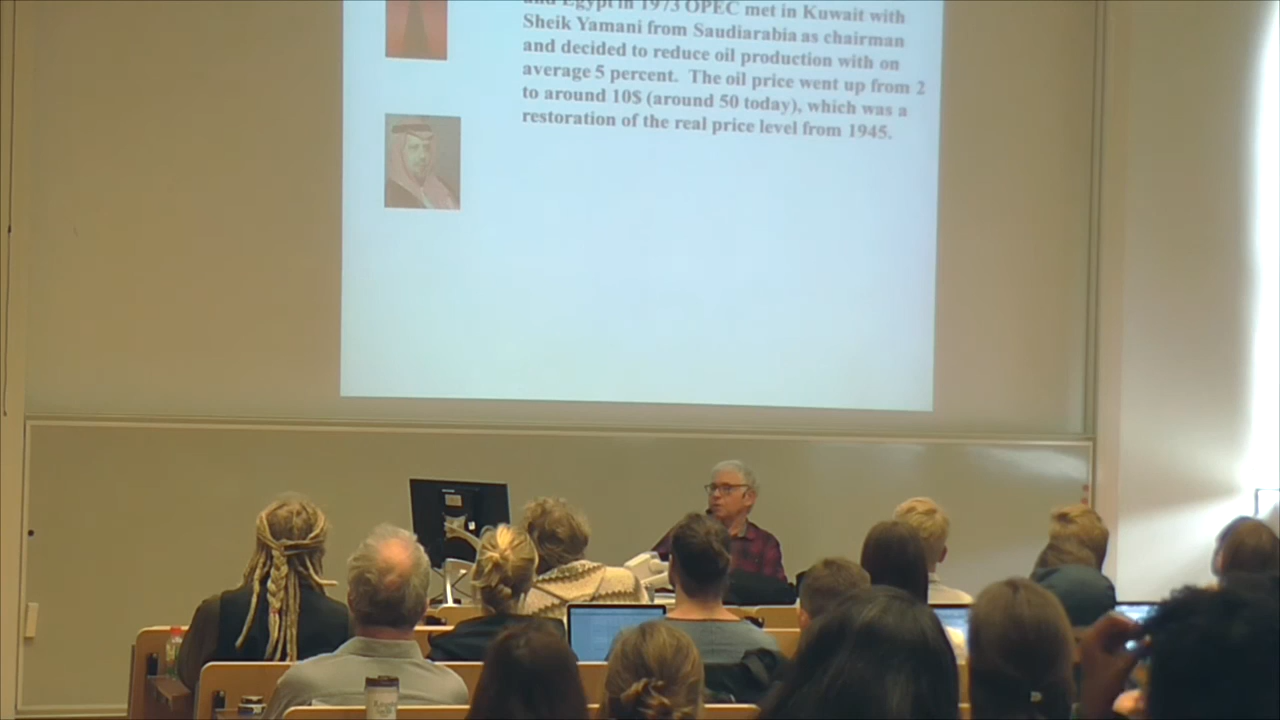 and Egypt in 1973 OPEC met in Kuwait with
Sheik Yamani from Saudiarabia as chairman
and decided to reduce oil production with on
average 5 percent. The oil price went up from 2
to around 10$ (around 50 today), which was a
restoration of the real price level from 1945.